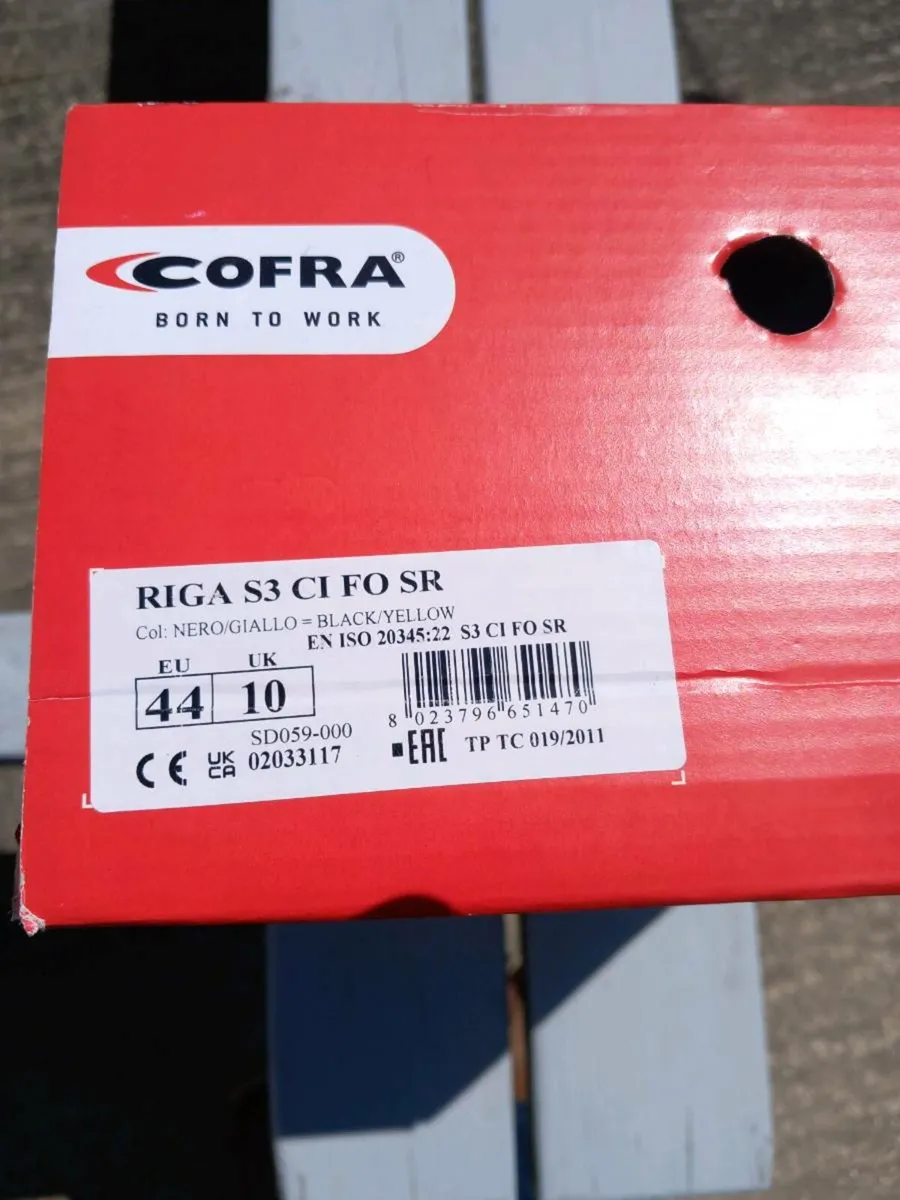 COFRA®
BORN TO WORK
RIGA S3 CI FO SR
Col: NERO/GIALLO = BLACK/YELLOW
EN ISO 20345:22 S3 CI FO SR
EU UK
44 10
8 023796 651470
SD059-000
CE UKCA 02033117
EAC TP TC 019/2011